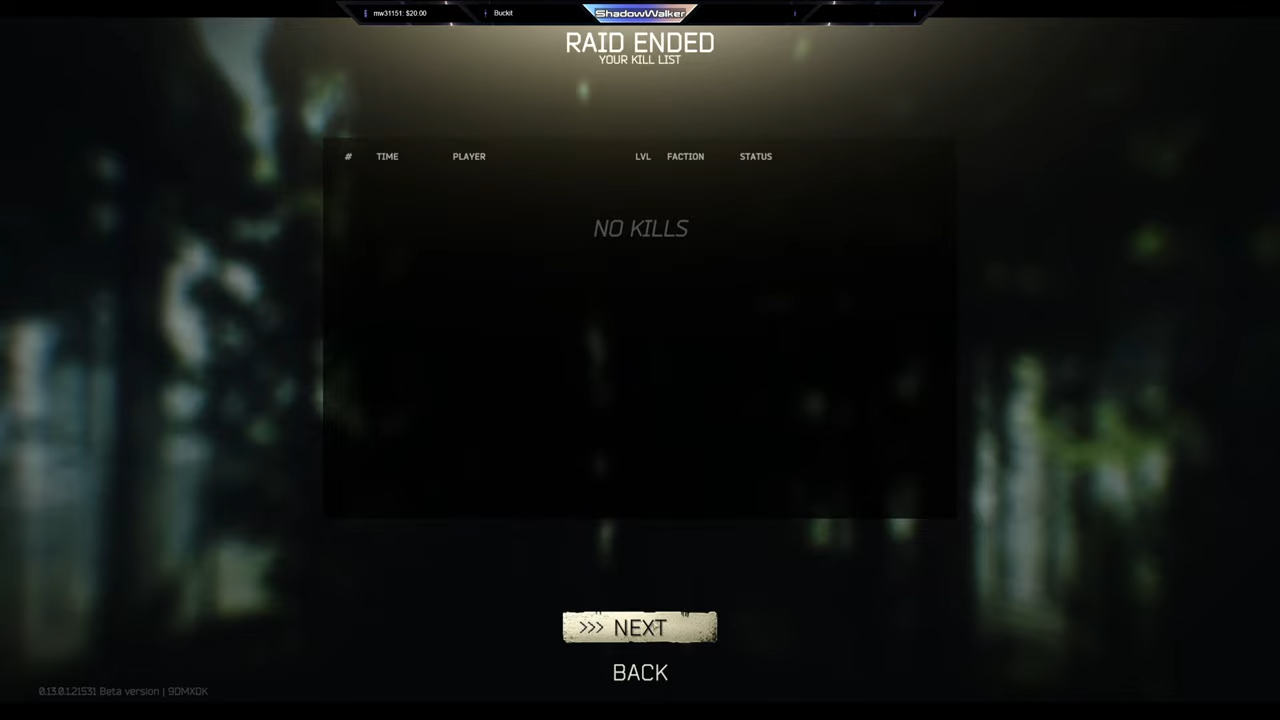 mw31151: $20.00 Buckit ShadowWalker
RAID ENDED
YOUR KILL LIST
# TIME PLAYER LVL FACTION STATUS
NO KILLS
>>> NEXT
BACK
0.13.0.1.21531 Beta version | 9DMXDK